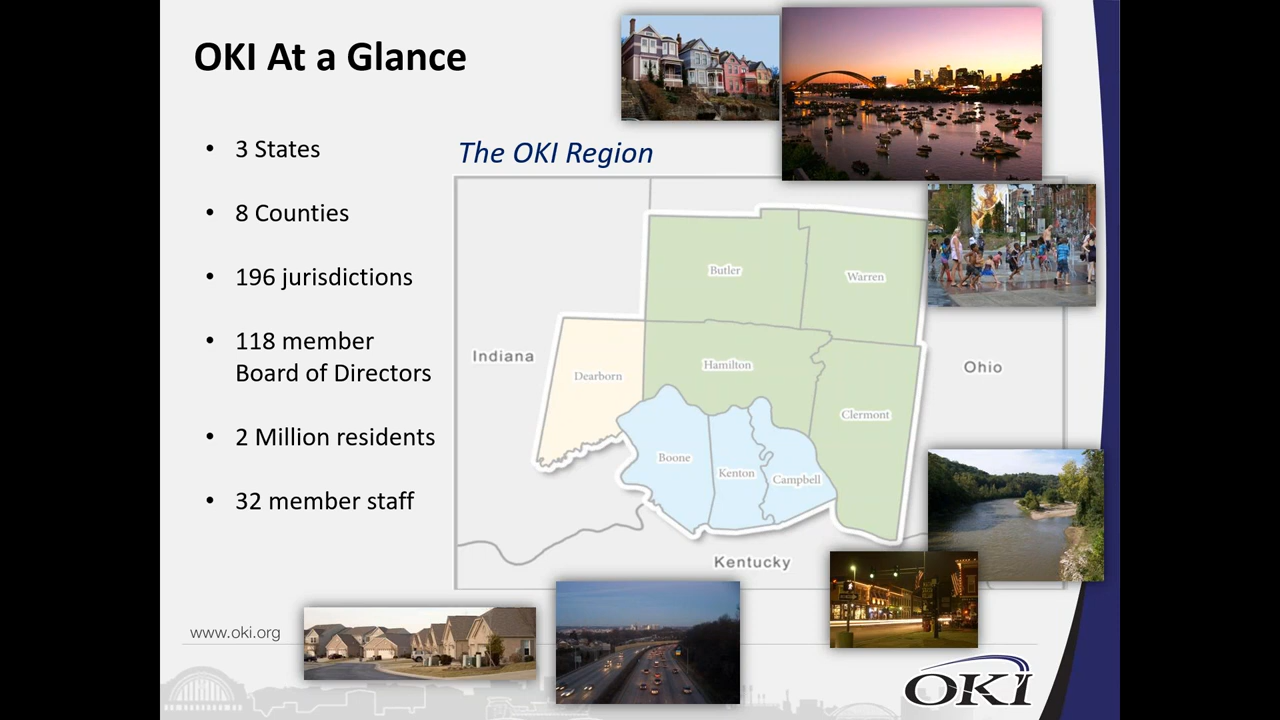 OKI At a Glance
• 3 States
• 8 Counties
• 196 jurisdictions
• 118 member
Board of Directors
• 2 Million residents
• 32 member staff
The OKI Region
Butler
Warren
Indiana
Dearborn
Hamilton
Ohio
Clermont
Boone
Kenton
Campbell
Kentucky
www.oki.org
OKI